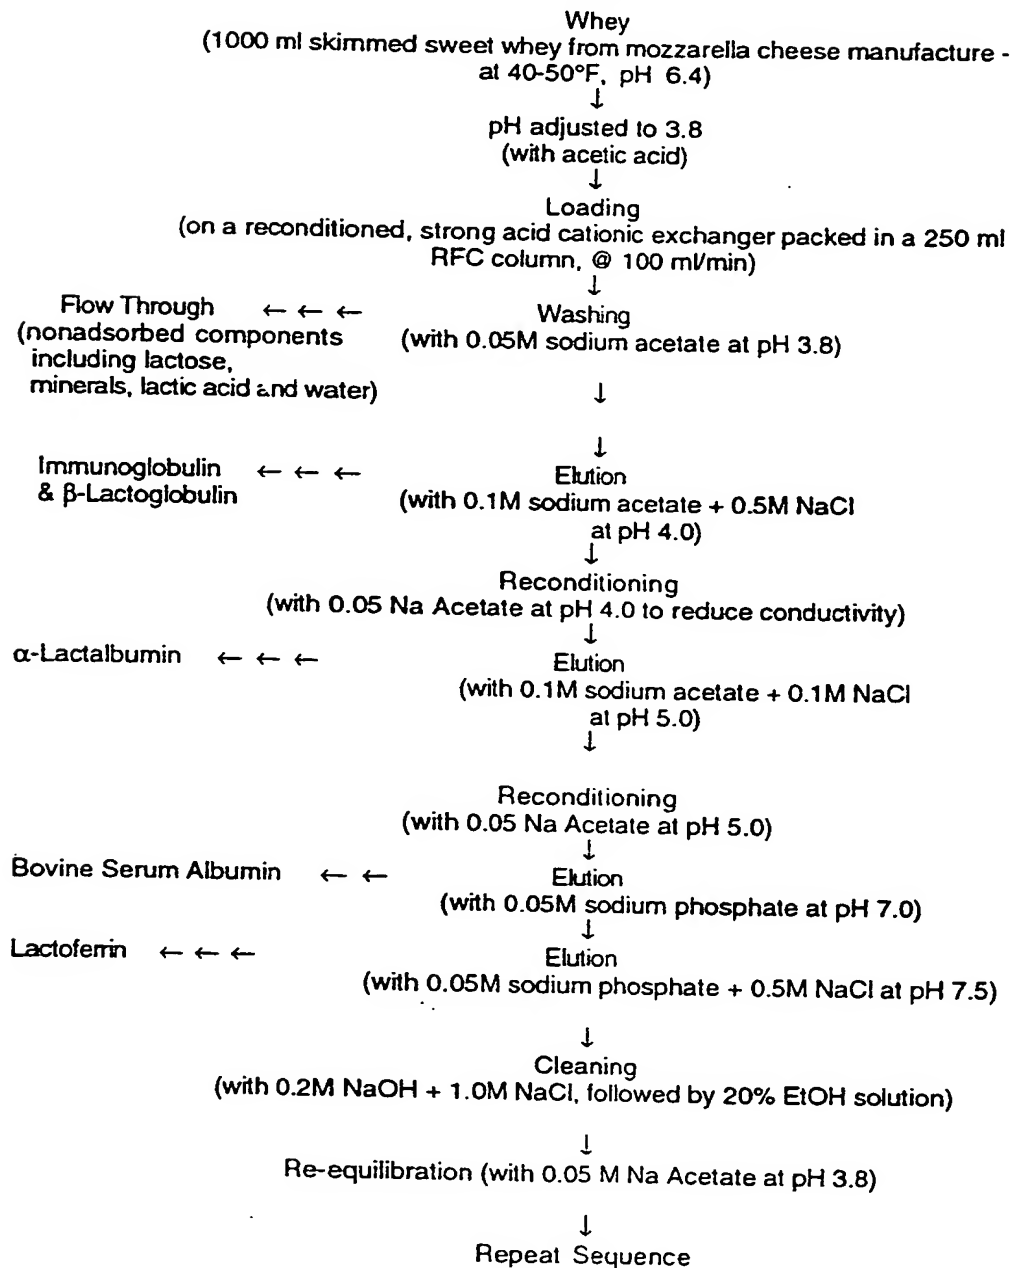 Whey
(1000 ml skimmed sweet whey from mozzarella cheese manufacture -
at 40-50°F, pH 6.4)
↓
pH adjusted to 3.8
(with acetic acid)
↓
Loading
(on a reconditioned, strong acid cationic exchanger packed in a 250 ml
RFC column, @ 100 ml/min)
↓
Flow Through ← ← ← Washing
(nonadsorbed components (with 0.05M sodium acetate at pH 3.8)
including lactose,
minerals, lactic acid and water) ↓
↓
Immunoglobulin ← ← ← Elution
& β-Lactoglobulin (with 0.1M sodium acetate + 0.5M NaCl
at pH 4.0)
↓
Reconditioning
(with 0.05 Na Acetate at pH 4.0 to reduce conductivity)
↓
α-Lactalbumin ← ← ← Elution
(with 0.1M sodium acetate + 0.1M NaCl
at pH 5.0)
↓
Reconditioning
(with 0.05 Na Acetate at pH 5.0)
↓
Bovine Serum Albumin ← ← Elution
(with 0.05M sodium phosphate at pH 7.0)
↓
Lactoferrin ← ← ← Elution
(with 0.05M sodium phosphate + 0.5M NaCl at pH 7.5)
↓
Cleaning
(with 0.2M NaOH + 1.0M NaCl, followed by 20% EtOH solution)
↓
Re-equilibration (with 0.05 M Na Acetate at pH 3.8)
↓
Repeat Sequence